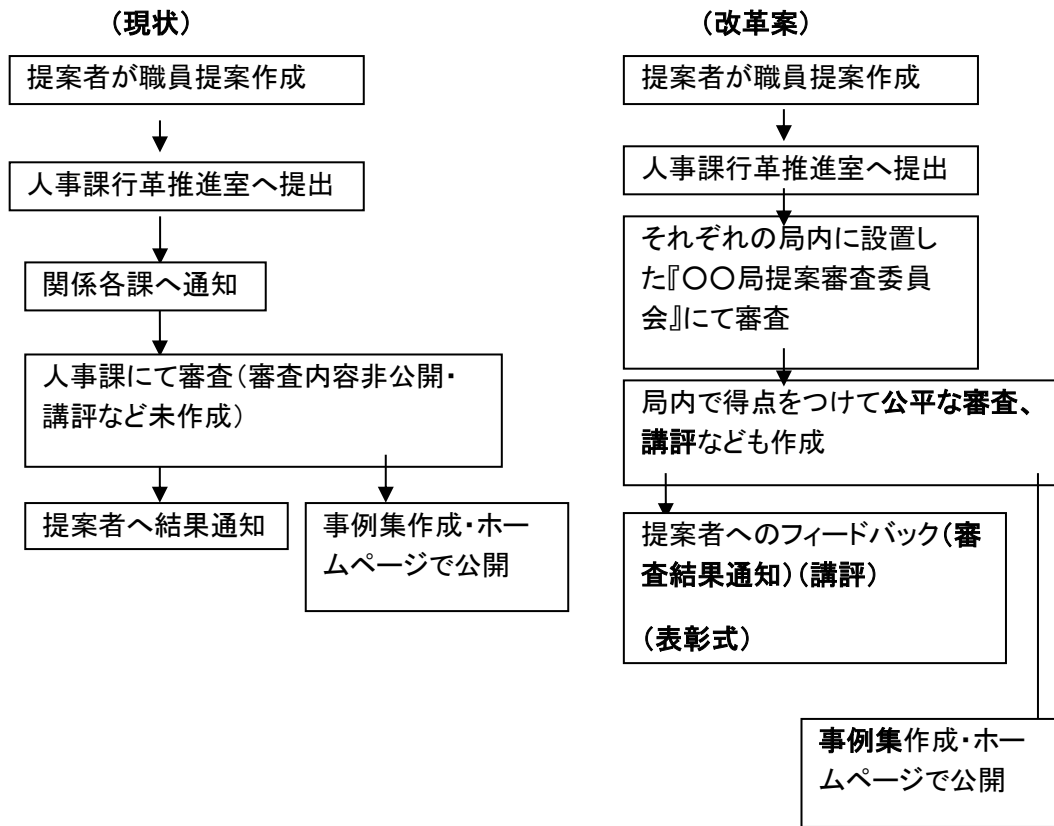 (現状)
提案者が職員提案作成
人事課行革推進室へ提出
関係各課へ通知
人事課にて審査(審査内容非公開・
講評など未作成)
提案者へ結果通知
事例集作成・ホー
ムページで公開
(改革案)
提案者が職員提案作成
人事課行革推進室へ提出
それぞれの局内に設置し
た『〇〇局提案審査委員
会』にて審査
局内で得点をつけて公平な審査、
講評なども作成
提案者へのフィードバック(審
査結果通知)(講評)
(表彰式)
事例集作成・ホー
ムページで公開